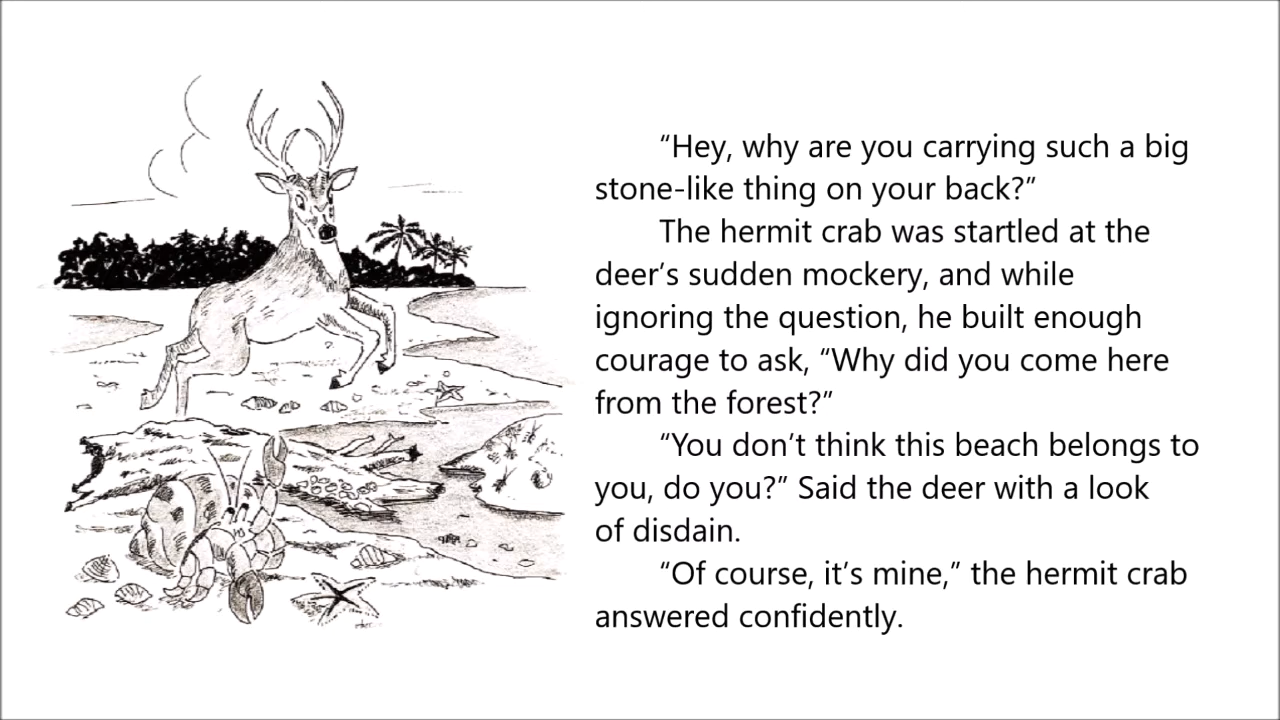 “Hey, why are you carrying such a big
stone-like thing on your back?”
The hermit crab was startled at the
deer’s sudden mockery, and while
ignoring the question, he built enough
courage to ask, “Why did you come here
from the forest?”
“You don’t think this beach belongs to
you, do you?” Said the deer with a look
of disdain.
“Of course, it’s mine,” the hermit crab
answered confidently.